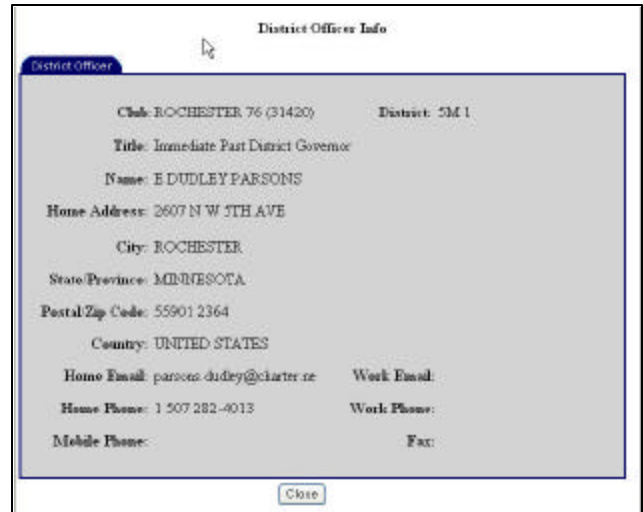 District Officer Info
District Officer
Club: ROCHESTER 76 (31420) District: 5M 1
Title: Immediate Past District Governor
Name: E DUDLEY PARSONS
Home Address: 2607 N W 5TH AVE
City: ROCHESTER
State/Province: MINNESOTA
Postal/Zip Code: 55901 2364
Country: UNITED STATES
Home Email: parsons.dudley@charter.ne Work Email:
Home Phone: 1 507 282-4013 Work Phone:
Mobile Phone: Fax:
Close